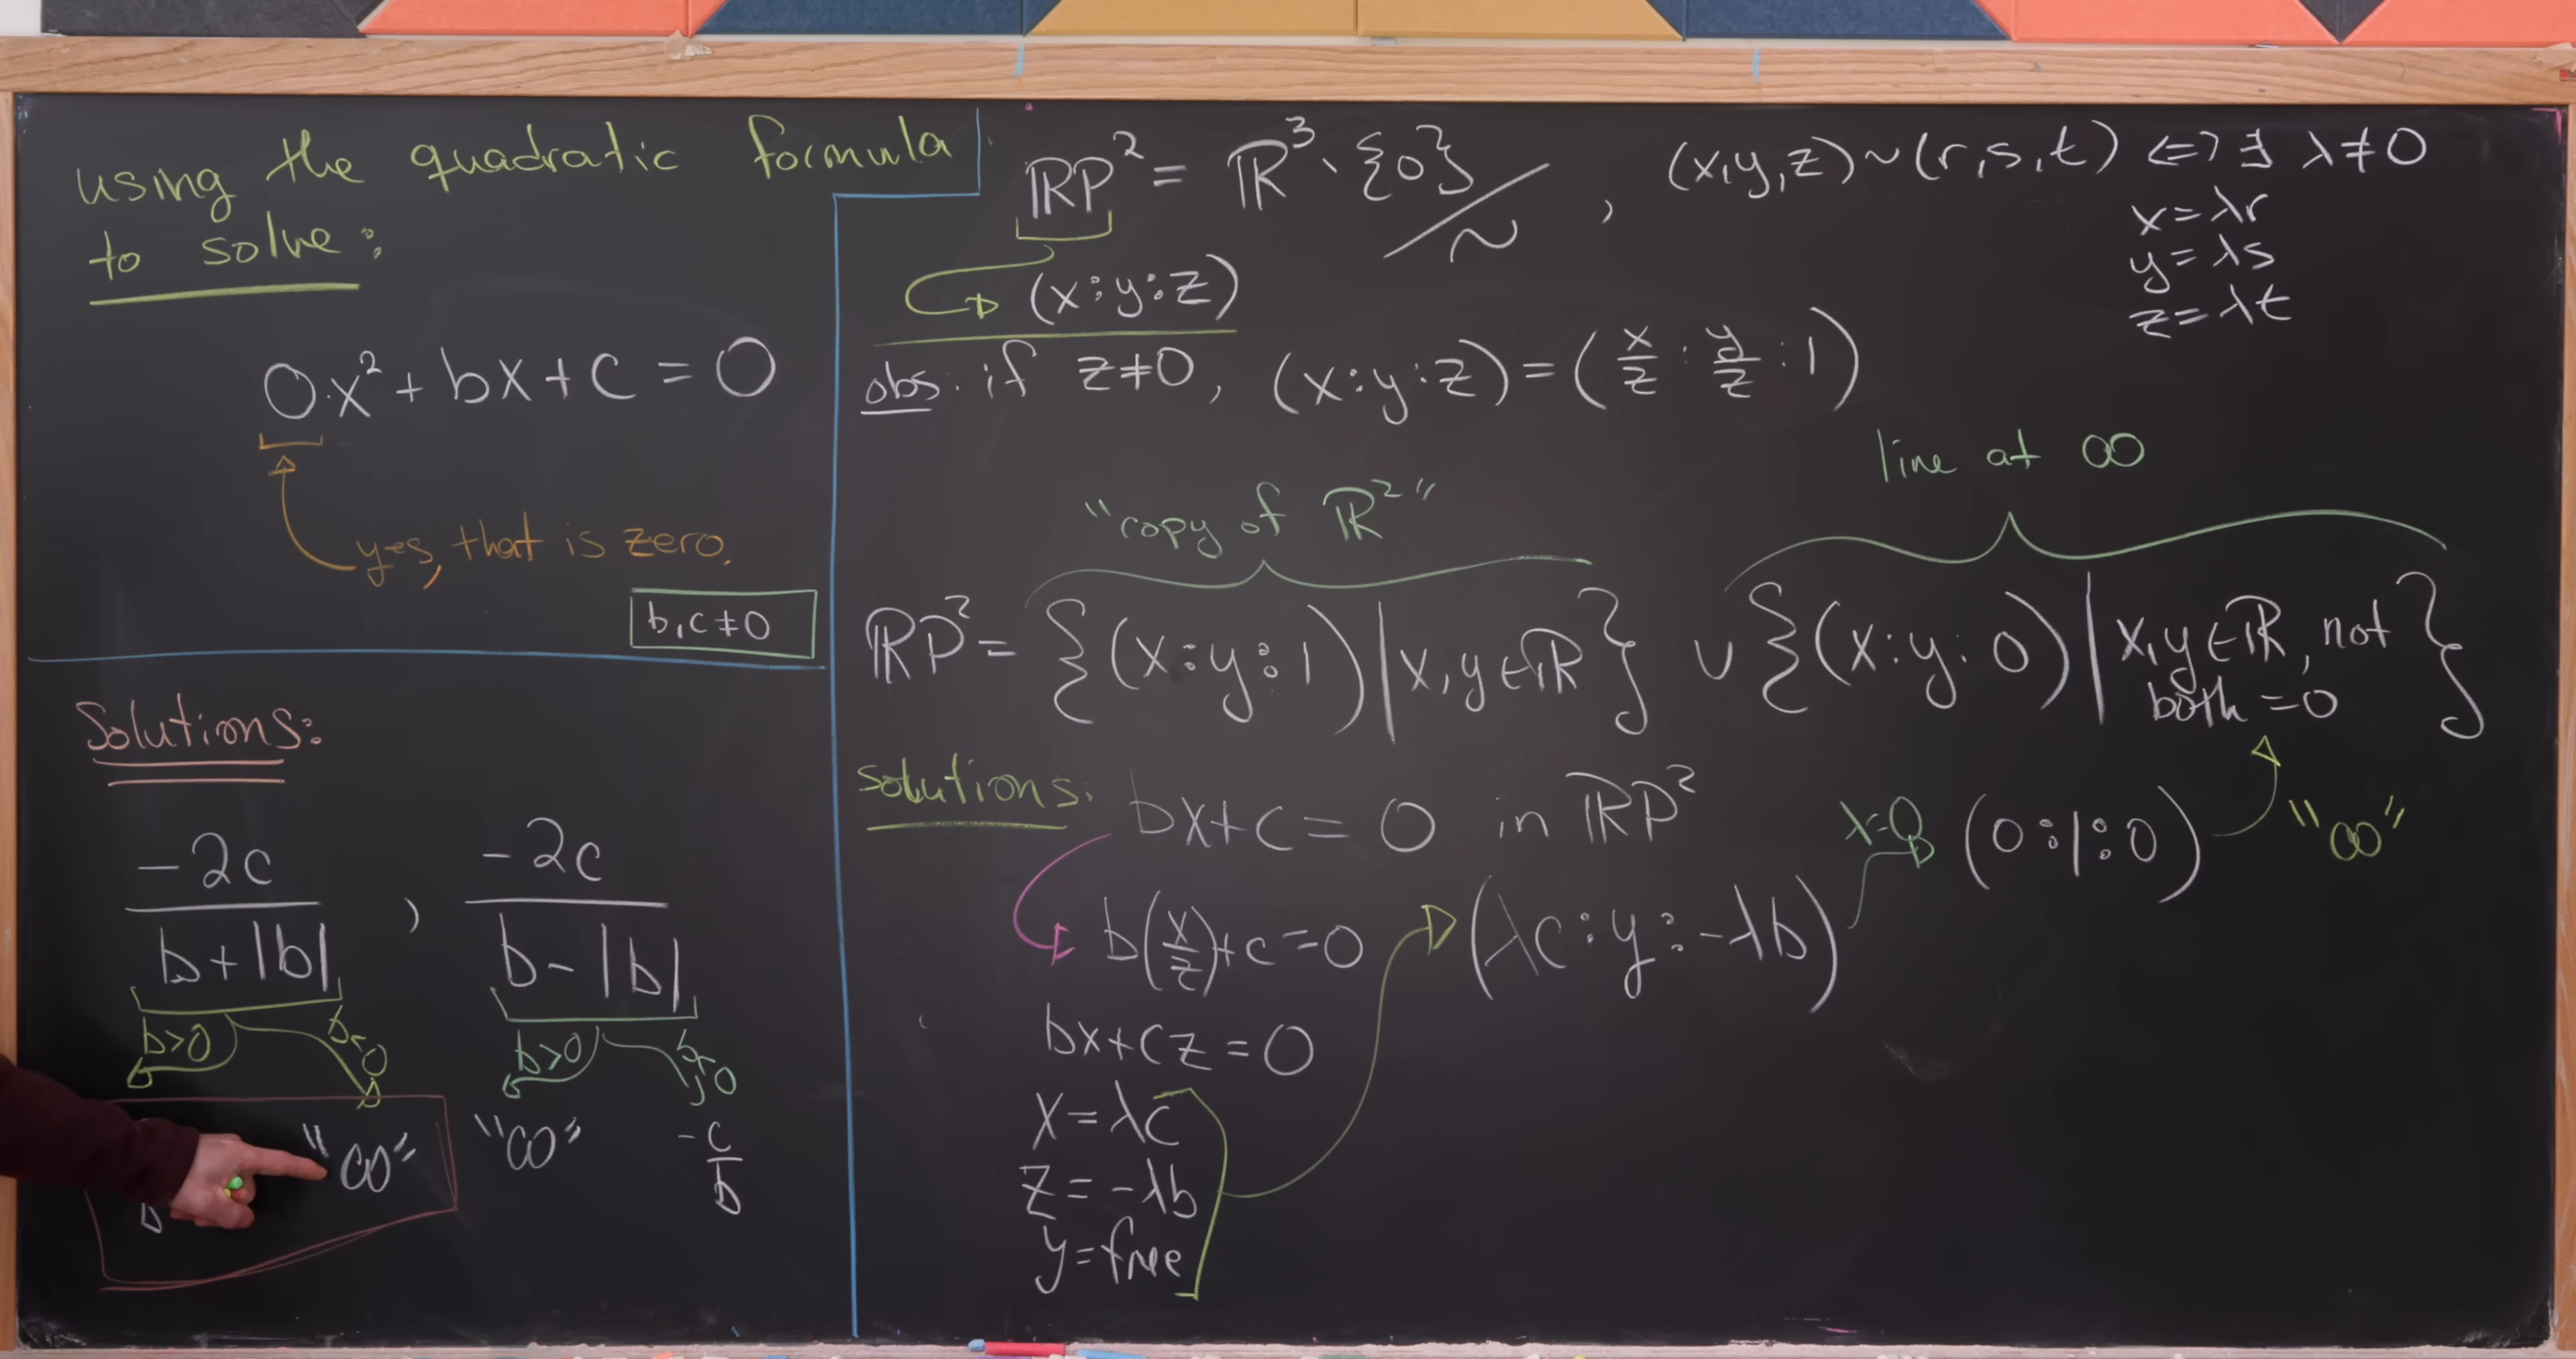 using the quadratic formula
to solve:
0·x² + bx + c = 0
yes, that is zero.
b,c ≠ 0
Solutions:
-2c / b+|b| , -2c / b-|b|
b>0 b<0 b>0 b<0
b "∞" "∞" -c/b
ℝP² = ℝ³∖{0}/~ , (x,y,z)~(r,s,t) ⇔ ∃ λ≠0
x=λr
y=λs
z=λt
(x:y:z)
obs: if z≠0, (x:y:z) = (x/z : y/z : 1)
"copy of ℝ²" line at ∞
ℝP² = {(x:y:1) | x,y∈ℝ} ∪ {(x:y:0) | x,y∈ℝ, not
both =0}
solutions: bx+c = 0 in ℝP²
λ=0 (0:1:0) "∞"
b(x/z)+c=0 (λc:y:-λb)
bx+cz=0
x=λc
z=-λb
y=free